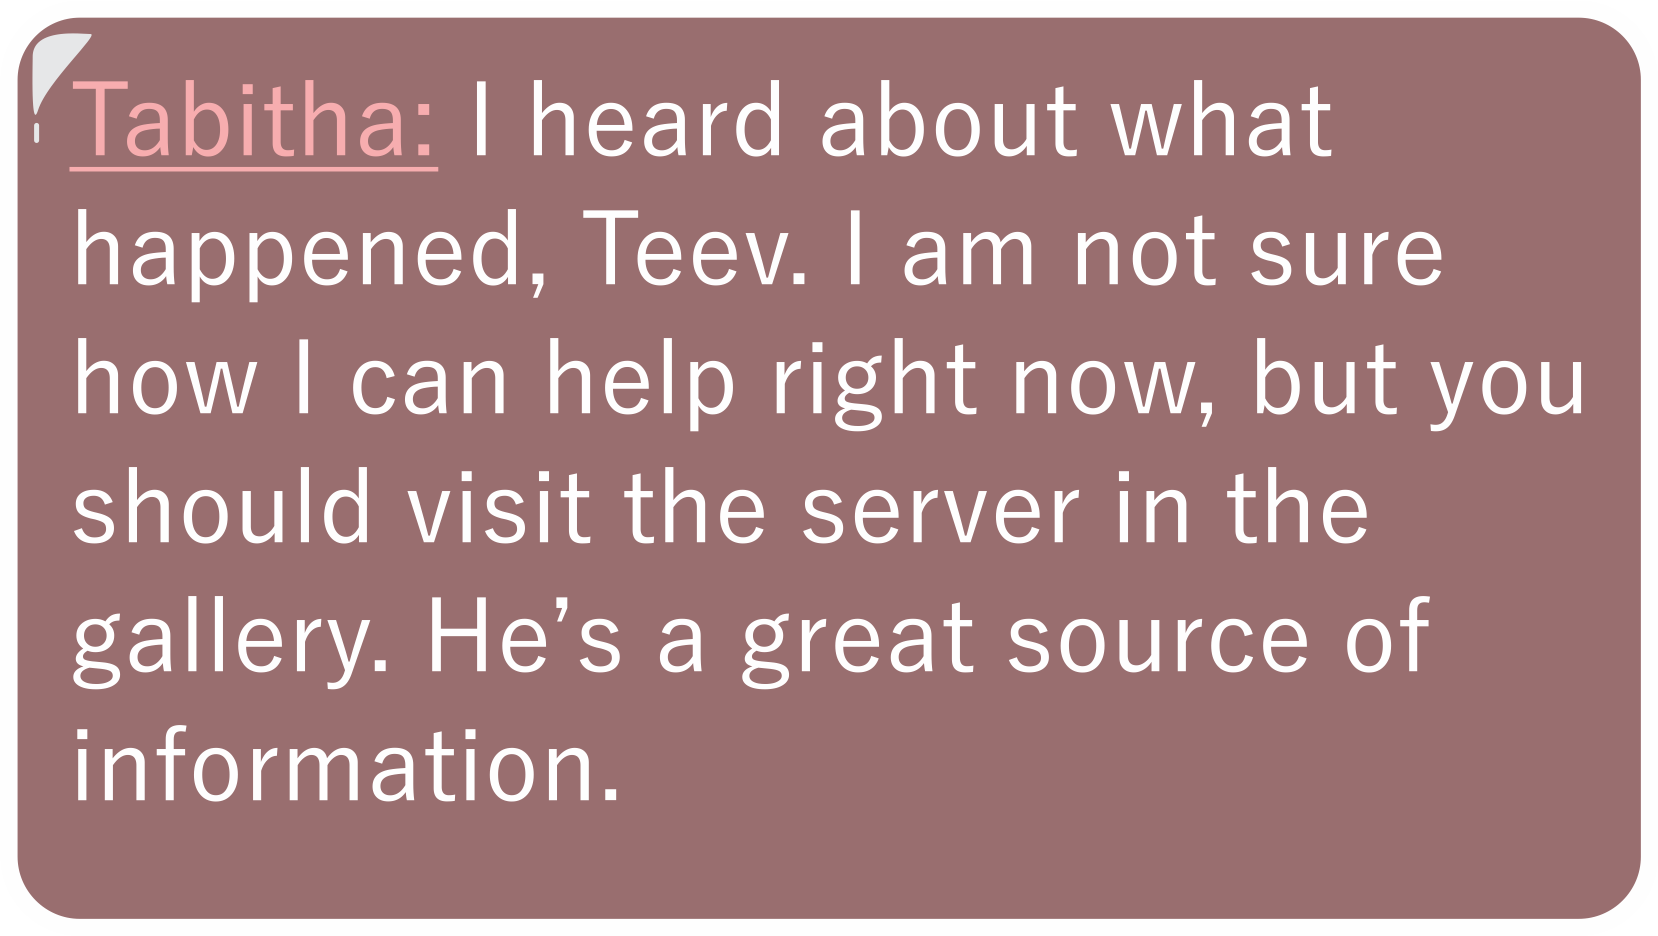 Tabitha: I heard about what
happened, Teev. I am not sure
how I can help right now, but you
should visit the server in the
gallery. He’s a great source of
information.